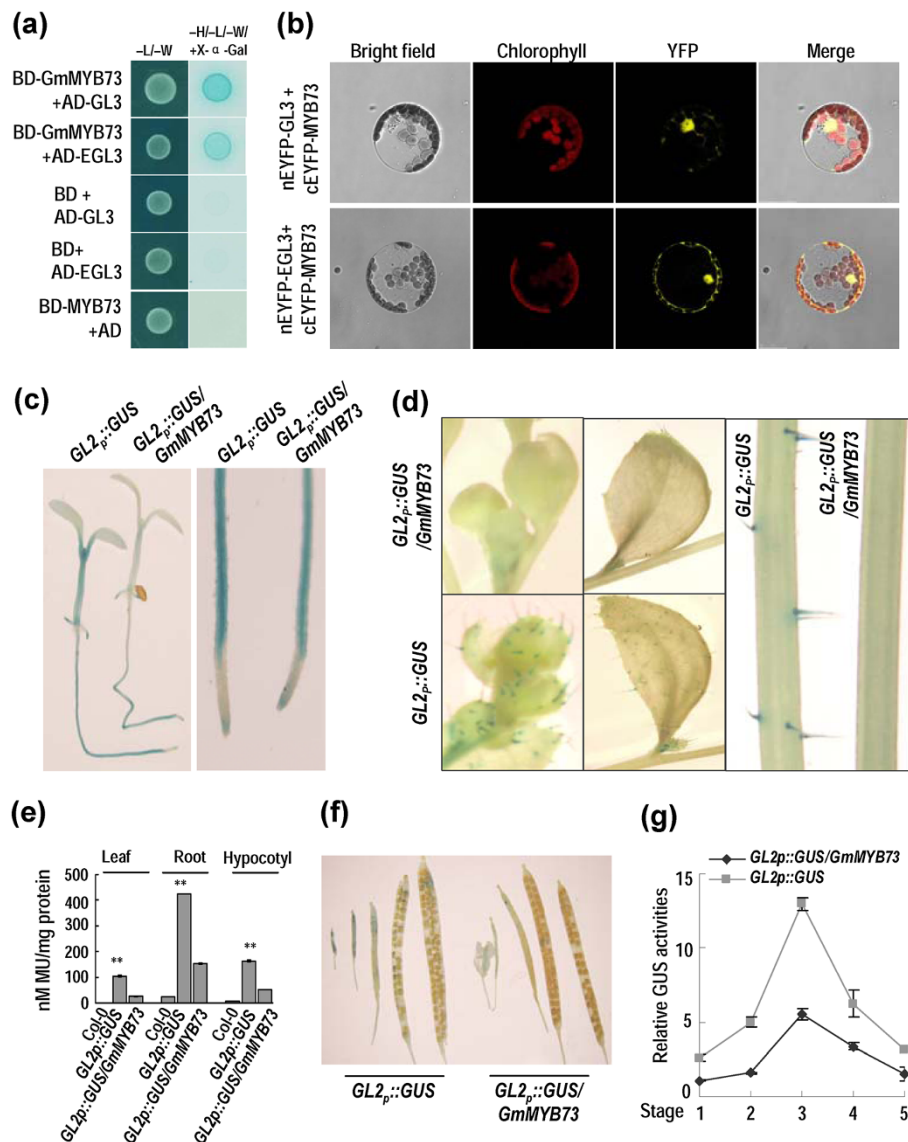 (a)
–L/–W
–H/–L/–W/
+X- α -Gal
BD-GmMYB73
+AD-GL3
BD-GmMYB73
+AD-EGL3
BD +
AD-GL3
BD+
AD-EGL3
BD-MYB73
+AD
(b)
Bright field
Chlorophyll
YFP
Merge
nEYFP-GL3 +
cEYFP-MYB73
nEYFP-EGL3+
cEYFP-MYB73
(c)
GL2p::GUS
GL2p::GUS/
GmMYB73
GL2p::GUS
GL2p::GUS/
GmMYB73
(d)
GL2P::GUS
/GmMYB73
GL2P::GUS
GL2P::GUS
GL2P::GUS
/GmMYB73
(e)
Leaf
Root
Hypocotyl
nM MU/mg protein
500
400
300
200
100
0
**
**
**
Col-0
GL2p::GUS
GL2p::GUS/GmMYB73
Col-0
GL2p::GUS
GL2p::GUS/GmMYB73
Col-0
GL2p::GUS
GL2p::GUS/GmMYB73
(f)
GL2p::GUS
GL2p::GUS/
GmMYB73
(g)
GL2p::GUS/GmMYB73
GL2p::GUS
Relative GUS activities
15
10
5
0
Stage 1 2 3 4 5